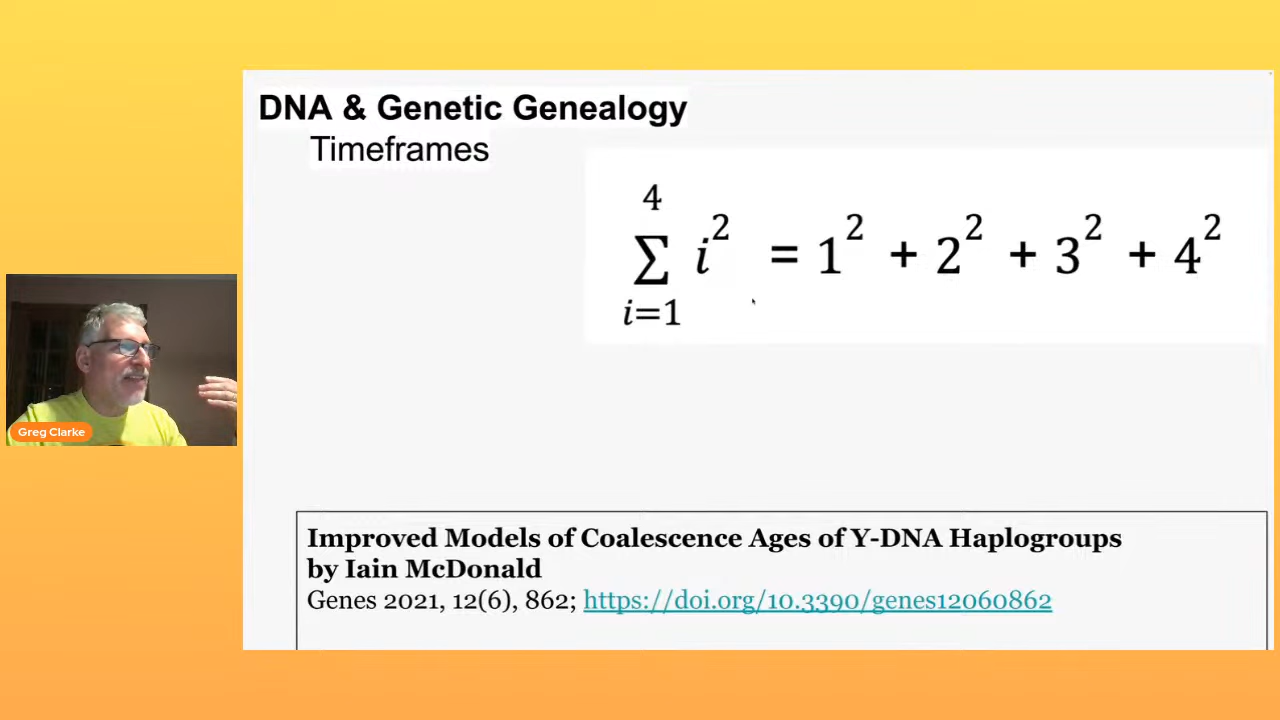 DNA & Genetic Genealogy
Timeframes
4
∑ i² = 1² + 2² + 3² + 4²
i=1
Greg Clarke
Improved Models of Coalescence Ages of Y-DNA Haplogroups
by Iain McDonald
Genes 2021, 12(6), 862; https://doi.org/10.3390/genes12060862